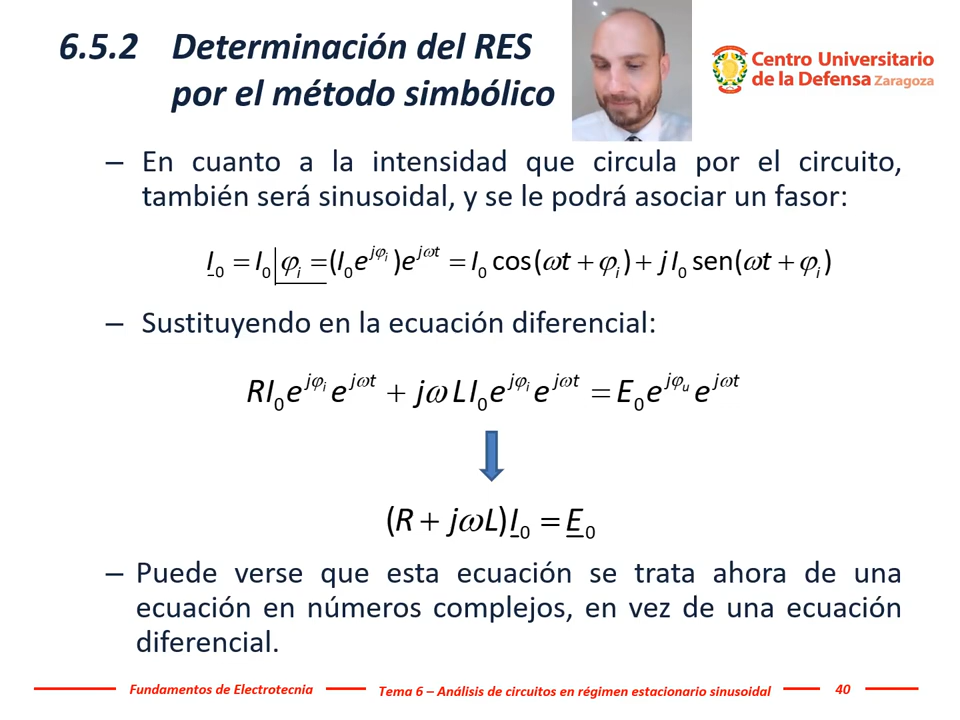 6.5.2 Determinación del RES
por el método simbólico
Centro Universitario
de la Defensa Zaragoza
– En cuanto a la intensidad que circula por el circuito,
también será sinusoidal, y se le podrá asociar un fasor:
I̲₀ = I₀ |φᵢ = (I₀e^{jφᵢ})e^{jωt} = I₀ cos(ωt + φᵢ) + j I₀ sen(ωt + φᵢ)
– Sustituyendo en la ecuación diferencial:
RI₀e^{jφᵢ}e^{jωt} + jωLI₀e^{jφᵢ}e^{jωt} = E₀e^{jφᵤ}e^{jωt}
(R + jωL)I̲₀ = E̲₀
– Puede verse que esta ecuación se trata ahora de una
ecuación en números complejos, en vez de una ecuación
diferencial.
Fundamentos de Electrotecnia Tema 6 – Análisis de circuitos en régimen estacionario sinusoidal 40